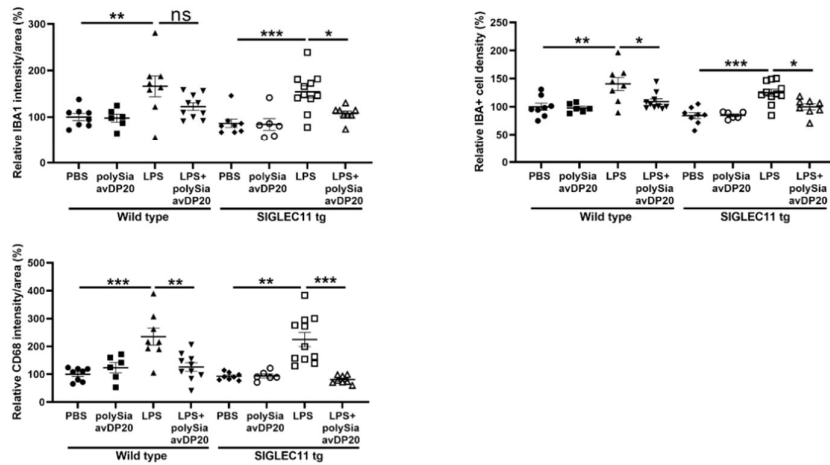 Relative IBA1 intensity/area (%)
300
200
100
0
** ns
*** *
PBS polySia avDP20 LPS LPS+ polySia avDP20 PBS polySia avDP20 LPS LPS+ polySia avDP20
Wild type SIGLEC11 tg
Relative IBA+ cell density (%)
250
200
150
100
50
0
** *
*** *
PBS polySia avDP20 LPS LPS+ polySia avDP20 PBS polySia avDP20 LPS LPS+ polySia avDP20
Wild type SIGLEC11 tg
Relative CD68 intensity/area (%)
500
400
300
200
100
0
*** ** ** ***
PBS polySia avDP20 LPS LPS+ polySia avDP20 PBS polySia avDP20 LPS LPS+ polySia avDP20
Wild type SIGLEC11 tg